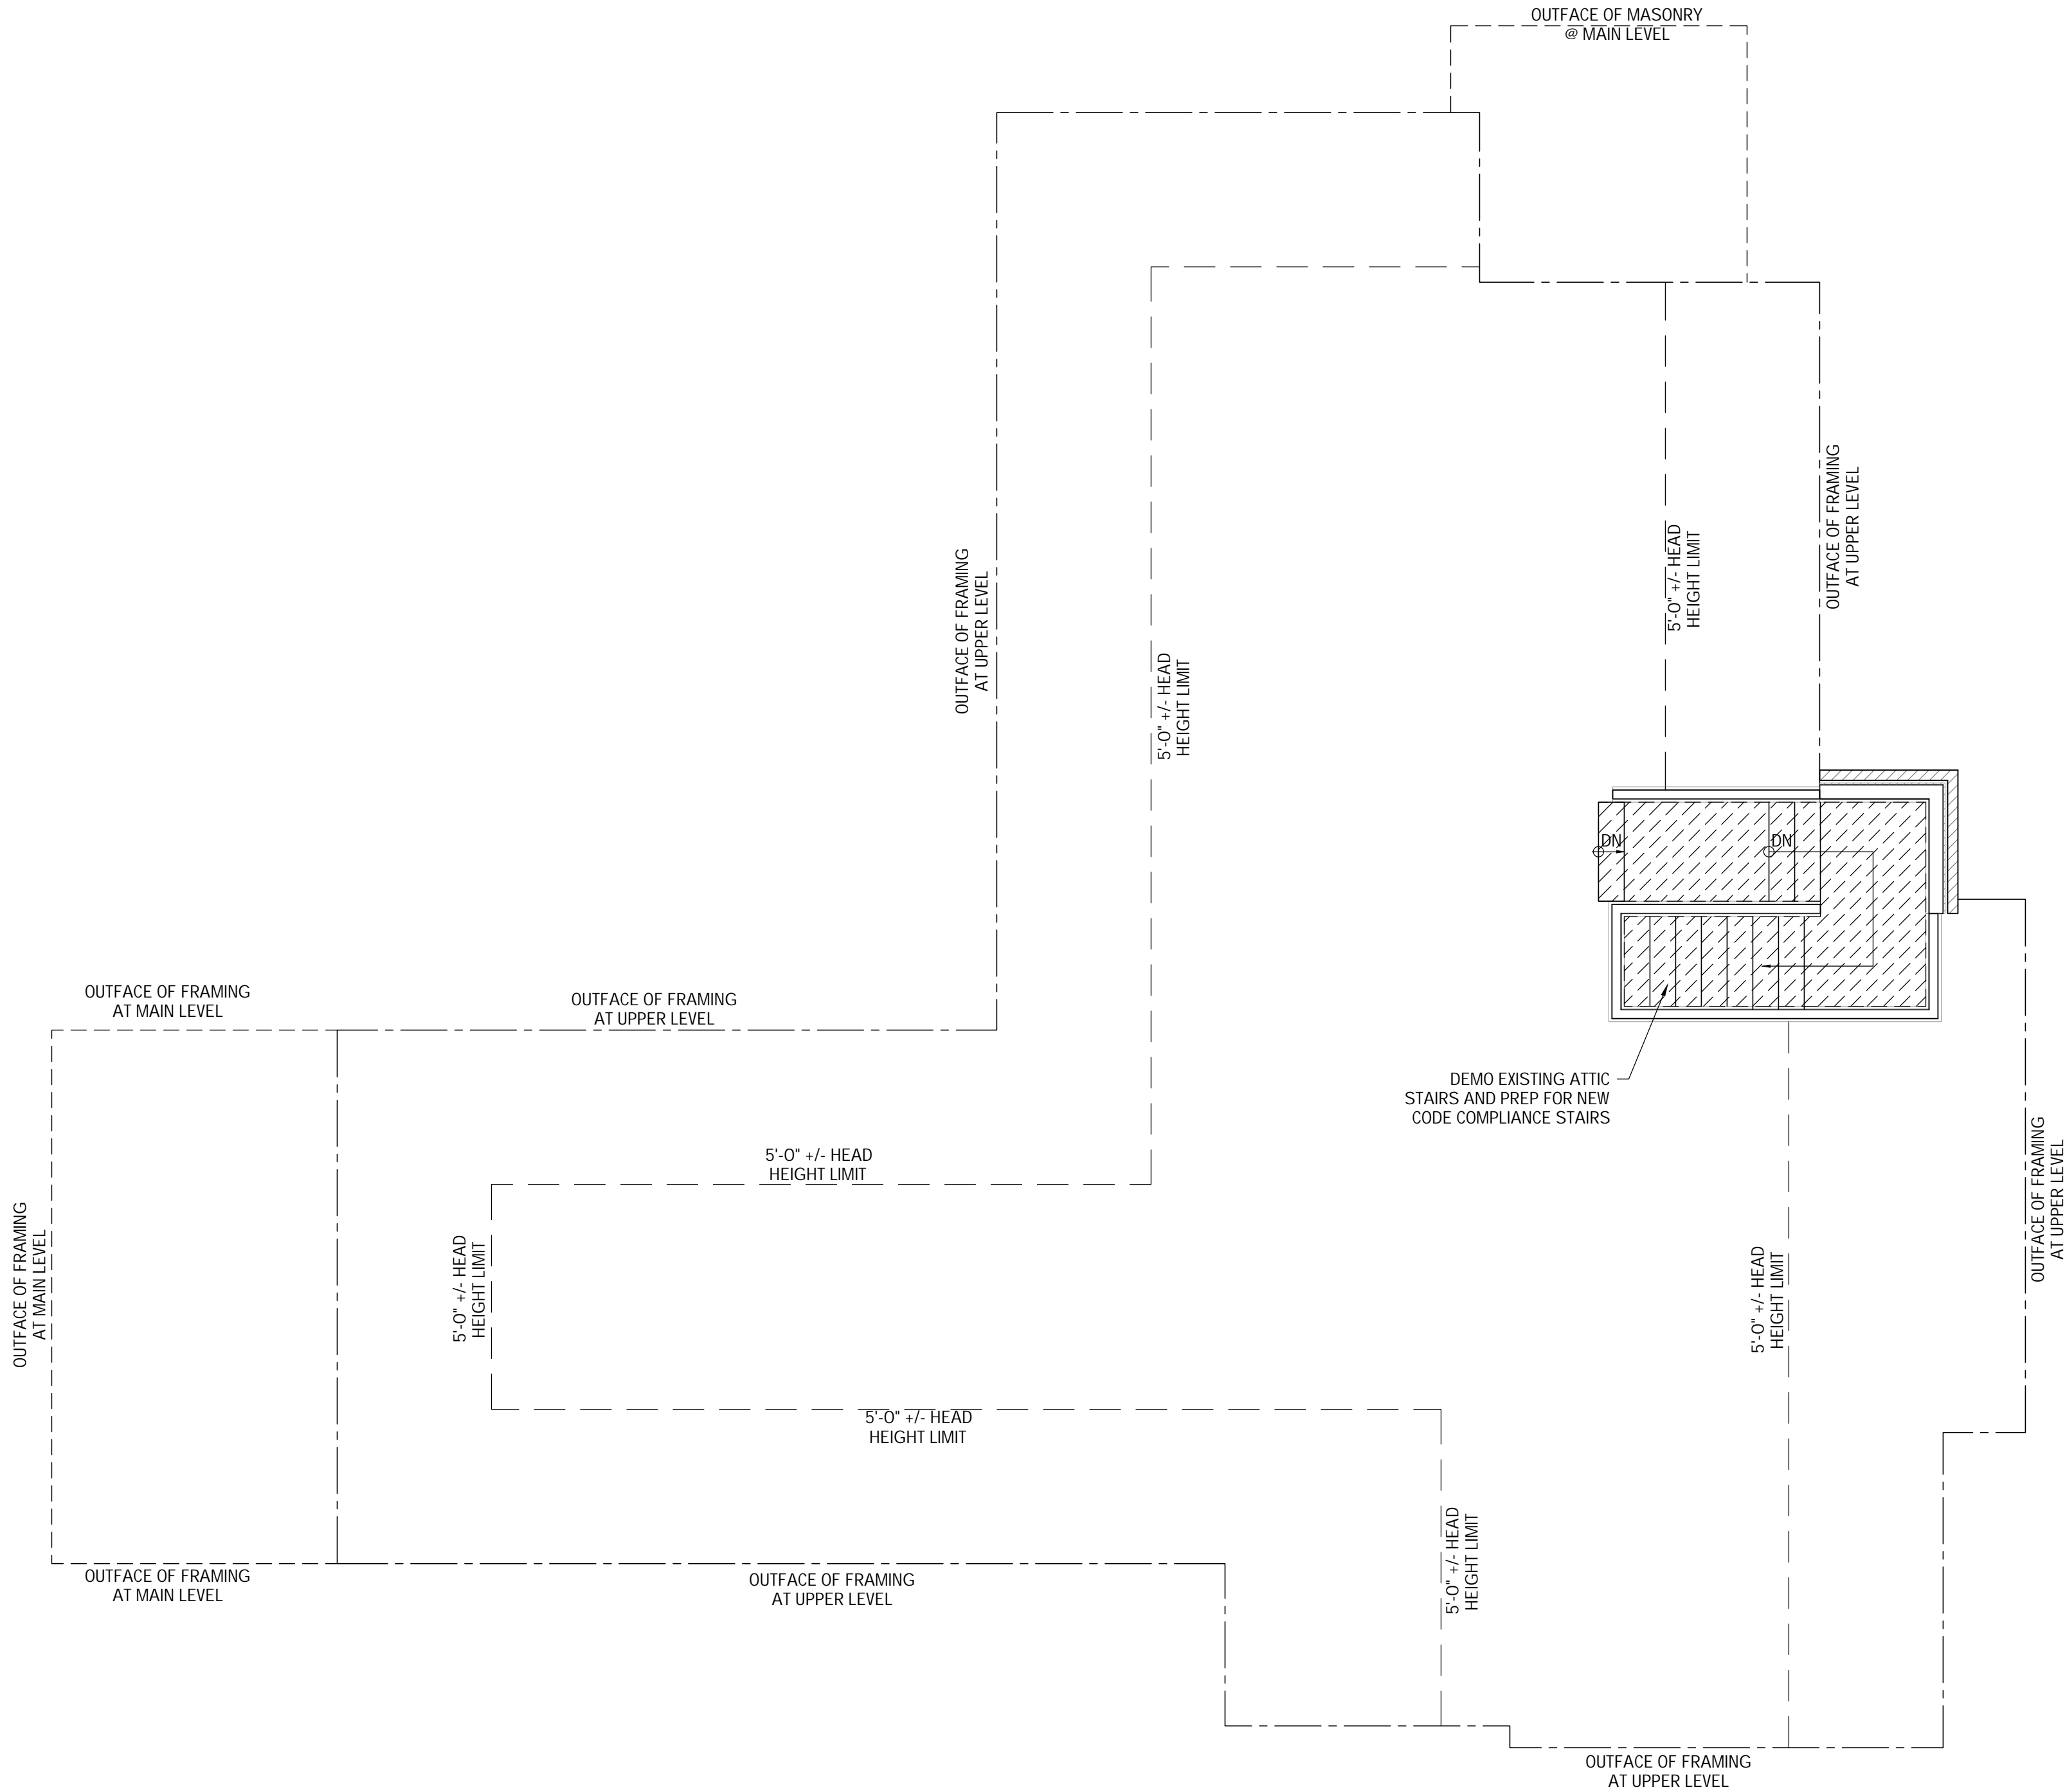 OUTFACE OF MASONRY
@ MAIN LEVEL
OUTFACE OF FRAMING
AT UPPER LEVEL
5'-0" +/- HEAD
HEIGHT LIMIT
5'-0" +/- HEAD
HEIGHT LIMIT
OUTFACE OF FRAMING
AT UPPER LEVEL
DN
DN
OUTFACE OF FRAMING
AT MAIN LEVEL
OUTFACE OF FRAMING
AT UPPER LEVEL
DEMO EXISTING ATTIC
STAIRS AND PREP FOR NEW
CODE COMPLIANCE STAIRS
5'-0" +/- HEAD
HEIGHT LIMIT
OUTFACE OF FRAMING
AT MAIN LEVEL
5'-0" +/- HEAD
HEIGHT LIMIT
5'-0" +/- HEAD
HEIGHT LIMIT
OUTFACE OF FRAMING
AT UPPER LEVEL
5'-0" +/- HEAD
HEIGHT LIMIT
5'-0" +/- HEAD
HEIGHT LIMIT
OUTFACE OF FRAMING
AT MAIN LEVEL
OUTFACE OF FRAMING
AT UPPER LEVEL
OUTFACE OF FRAMING
AT UPPER LEVEL